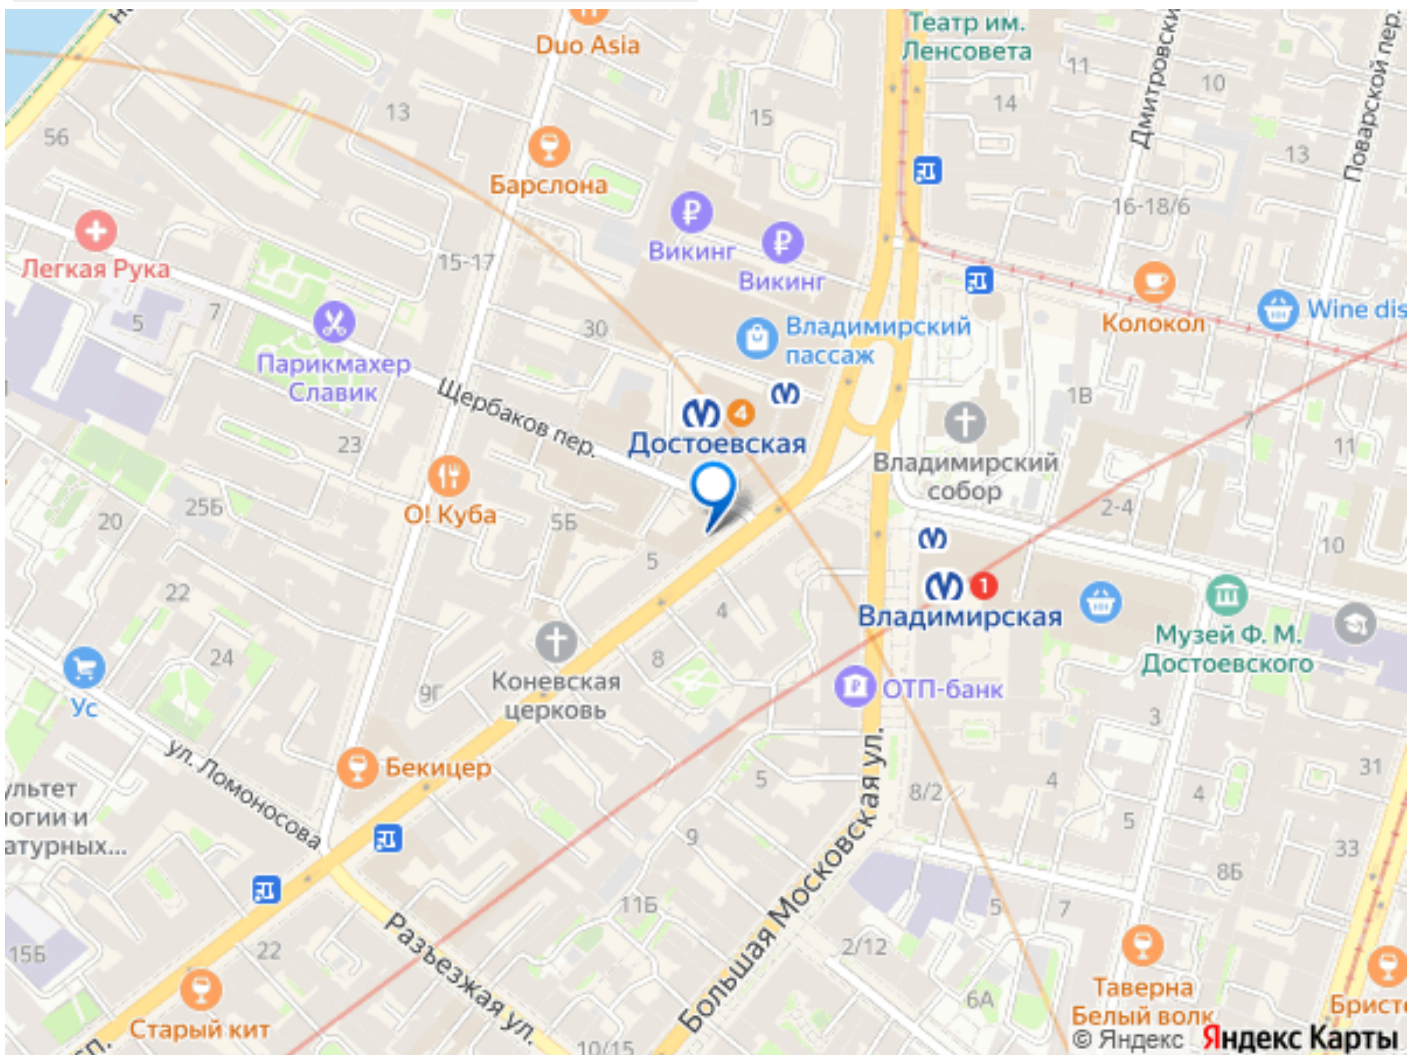 Duo Asia
Театр им.
Ленсовета
11
10
14
13
15
56
13
Дмитровский
Поварской пер.
Барслона
16-18/6
Викинг
Викинг
Легкая Рука
15-17
5
7
30
Парикмахер
Славик
Владимирский
пассаж
Колокол
Wine dis
Щербаков пер.
4
Достоевская
1В
7
11
23
Владимирский
собор
О! Куба
25Б
20
5Б
5
2-4
10
22
24
4
8
1
Владимирская
Музей Ф. М.
Достоевского
Коневская
церковь
9Г
ОТП-банк
Ус
ул. Ломоносова
Бекицер
3
31
5
8/2
4
4
5
33
9
8Б
ультет
огии и
атурных...
Большая Московская ул.
11Б
5
7
2/12
15Б
22
Разъезжая ул.
6А
Старый кит
Таверна
Белый волк
Бристо
10/15
сп.
© Яндекс Яндекс Карты